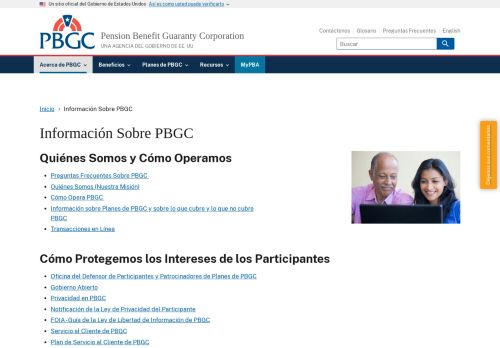 Un sitio oficial del Gobierno de Estados Unidos Así es como usted puede verificarlo
PBGC
Pension Benefit Guaranty Corporation
UNA AGENCIA DEL GOBIERNO DE EE. UU
Contáctenos Glosario Preguntas Frecuentes English
Buscar
Acerca de PBGC Beneficios Planes de PBGC Recursos MyPBA
Inicio Información Sobre PBGC
Información Sobre PBGC
Quiénes Somos y Cómo Operamos
Preguntas Frecuentes Sobre PBGC
Quiénes Somos (Nuestra Misión)
Cómo Opera PBGC
Información sobre Planes de PBGC y sobre lo que cubre y lo que no cubre
PBGC
Transacciones en Línea
Cómo Protegemos los Intereses de los Participantes
Oficina del Defensor de Participantes y Patrocinadores de Planes de PBGC
Gobierno Abierto
Privacidad en PBGC
Notificación de la Ley de Privacidad del Participante
FOIA - Guía de la Ley de Libertad de Información de PBGC
Servicio al Cliente de PBGC
Plan de Servicio al Cliente de PBGC